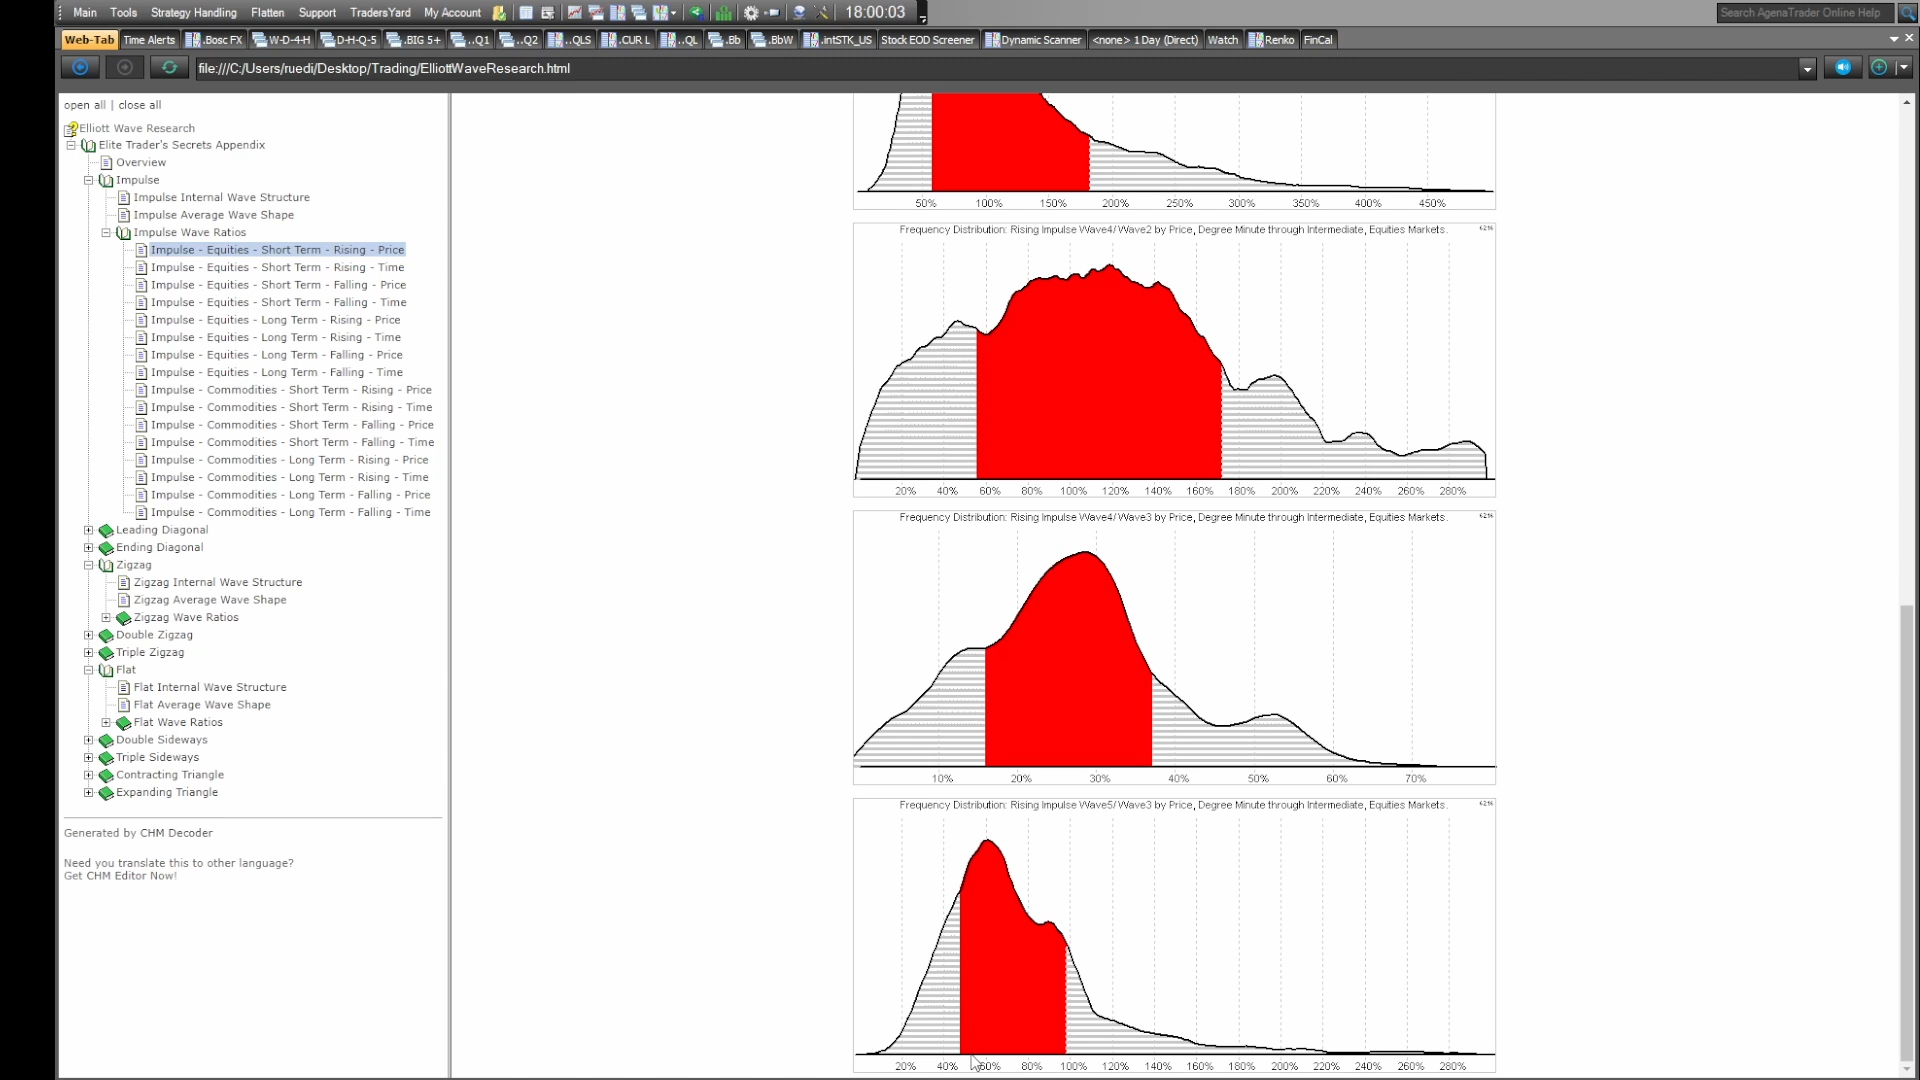 Main Tools Strategy Handling Flatten Support TradersYard My Account 18:00:03 Search AgenaTrader Online Help
Web-Tab Time Alerts .Bosc FX W-D-4-H D-H-Q-5 .BIG 5+ ..Q1 ..Q2 ..QLS .CUR L ..QL .Bb .BbW .intSTK_US Stock EOD Screener Dynamic Scanner <none> 1 Day (Direct) Watch Renko FinCal
file:///C:/Users/ruedi/Desktop/Trading/ElliottWaveResearch.html
open all | close all
Elliott Wave Research
Elite Trader's Secrets Appendix
Overview
Impulse
Impulse Internal Wave Structure
Impulse Average Wave Shape
Impulse Wave Ratios
Impulse - Equities - Short Term - Rising - Price
Impulse - Equities - Short Term - Rising - Time
Impulse - Equities - Short Term - Falling - Price
Impulse - Equities - Short Term - Falling - Time
Impulse - Equities - Long Term - Rising - Price
Impulse - Equities - Long Term - Rising - Time
Impulse - Equities - Long Term - Falling - Price
Impulse - Equities - Long Term - Falling - Time
Impulse - Commodities - Short Term - Rising - Price
Impulse - Commodities - Short Term - Rising - Time
Impulse - Commodities - Short Term - Falling - Price
Impulse - Commodities - Short Term - Falling - Time
Impulse - Commodities - Long Term - Rising - Price
Impulse - Commodities - Long Term - Rising - Time
Impulse - Commodities - Long Term - Falling - Price
Impulse - Commodities - Long Term - Falling - Time
Leading Diagonal
Ending Diagonal
Zigzag
Zigzag Internal Wave Structure
Zigzag Average Wave Shape
Zigzag Wave Ratios
Double Zigzag
Triple Zigzag
Flat
Flat Internal Wave Structure
Flat Average Wave Shape
Flat Wave Ratios
Double Sideways
Triple Sideways
Contracting Triangle
Expanding Triangle
Generated by CHM Decoder
Need you translate this to other language?
Get CHM Editor Now!
50% 100% 150% 200% 250% 300% 350% 400% 450%
Frequency Distribution: Rising Impulse Wave4/Wave2 by Price, Degree Minute through Intermediate, Equities Markets.
20% 40% 60% 80% 100% 120% 140% 160% 180% 200% 220% 240% 260% 280%
Frequency Distribution: Rising Impulse Wave4/Wave3 by Price, Degree Minute through Intermediate, Equities Markets.
10% 20% 30% 40% 50% 60% 70%
Frequency Distribution: Rising Impulse Wave5/Wave3 by Price, Degree Minute through Intermediate, Equities Markets.
20% 40% 60% 80% 100% 120% 140% 160% 180% 200% 220% 240% 260% 280%